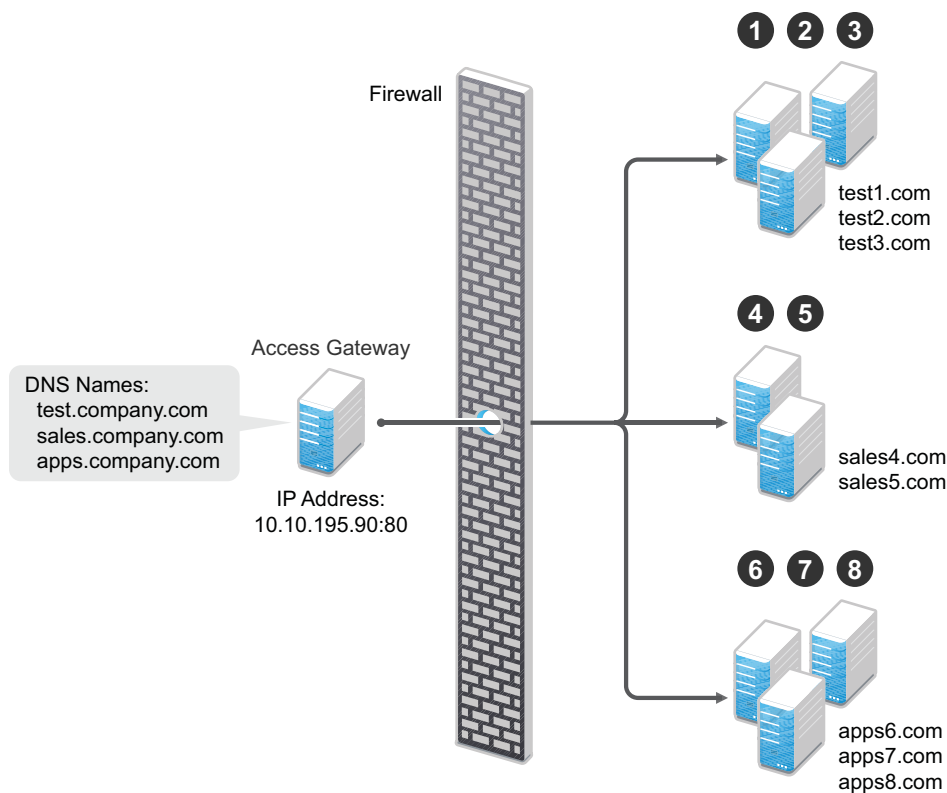 1 2 3
Firewall
test1.com
test2.com
test3.com
4 5
Access Gateway
DNS Names:
test.company.com
sales.company.com
apps.company.com
sales4.com
sales5.com
IP Address:
10.10.195.90:80
6 7 8
apps6.com
apps7.com
apps8.com